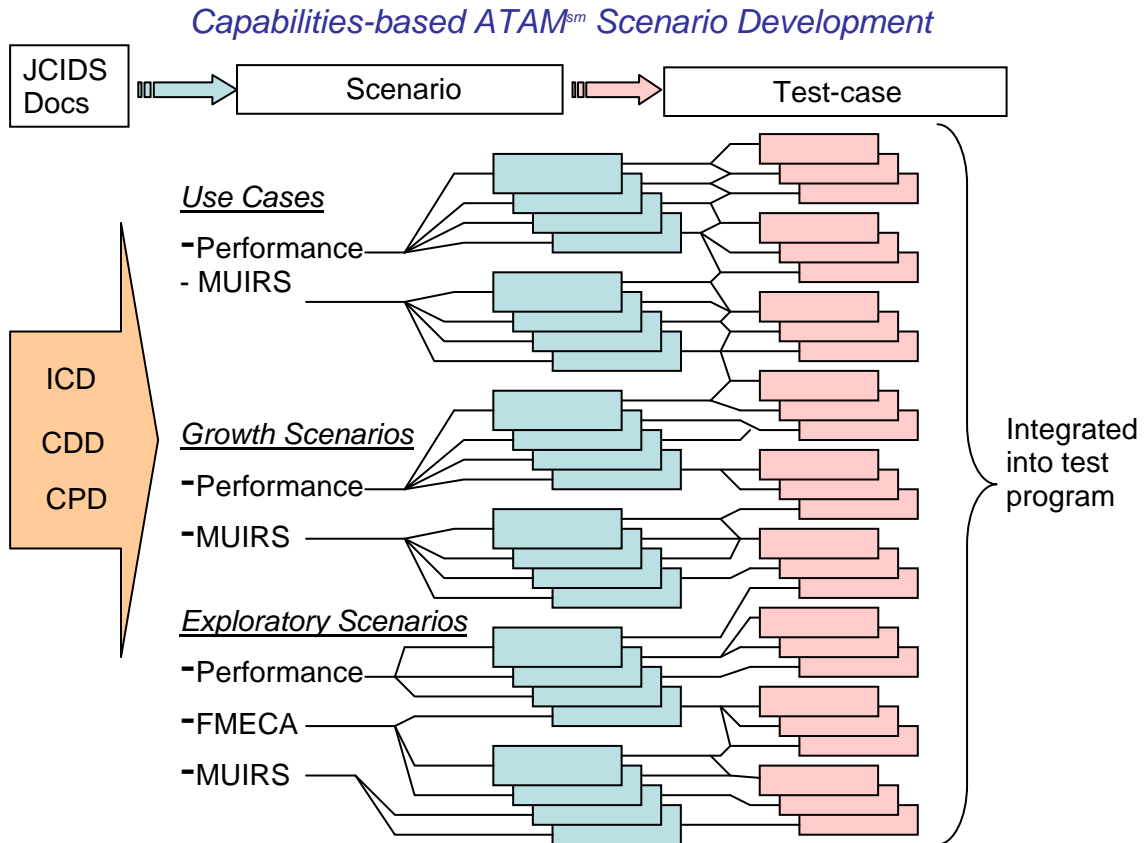 Capabilities-based ATAMsm Scenario Development
JCIDS
Docs
Scenario
Test-case
Use Cases
-Performance
- MUIRS
ICD
CDD
CPD
Growth Scenarios
-Performance
-MUIRS
Exploratory Scenarios
-Performance
-FMECA
-MUIRS
Integrated
into test
program